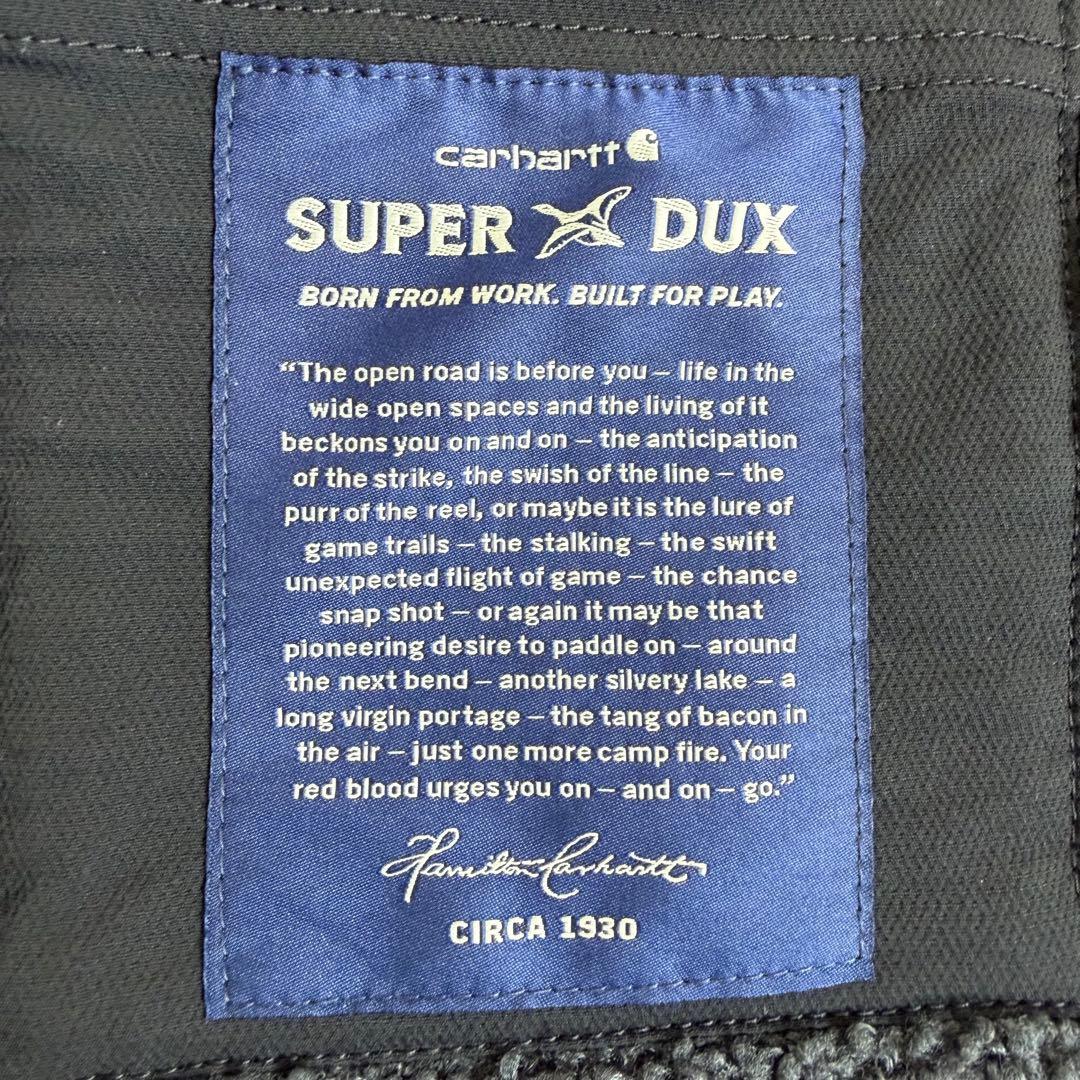 carhartt
SUPER DUX
BORN FROM WORK. BUILT FOR PLAY.
“The open road is before you – life in the
wide open spaces and the living of it
beckons you on and on – the anticipation
of the strike, the swish of the line – the
purr of the reel, or maybe it is the lure of
game trails – the stalking – the swift
unexpected flight of game – the chance
snap shot – or again it may be that
pioneering desire to paddle on – around
the next bend – another silvery lake – a
long virgin portage – the tang of bacon in
the air – just one more camp fire. Your
red blood urges you on – and on – go.”
Hamilton Carhartt
CIRCA 1930